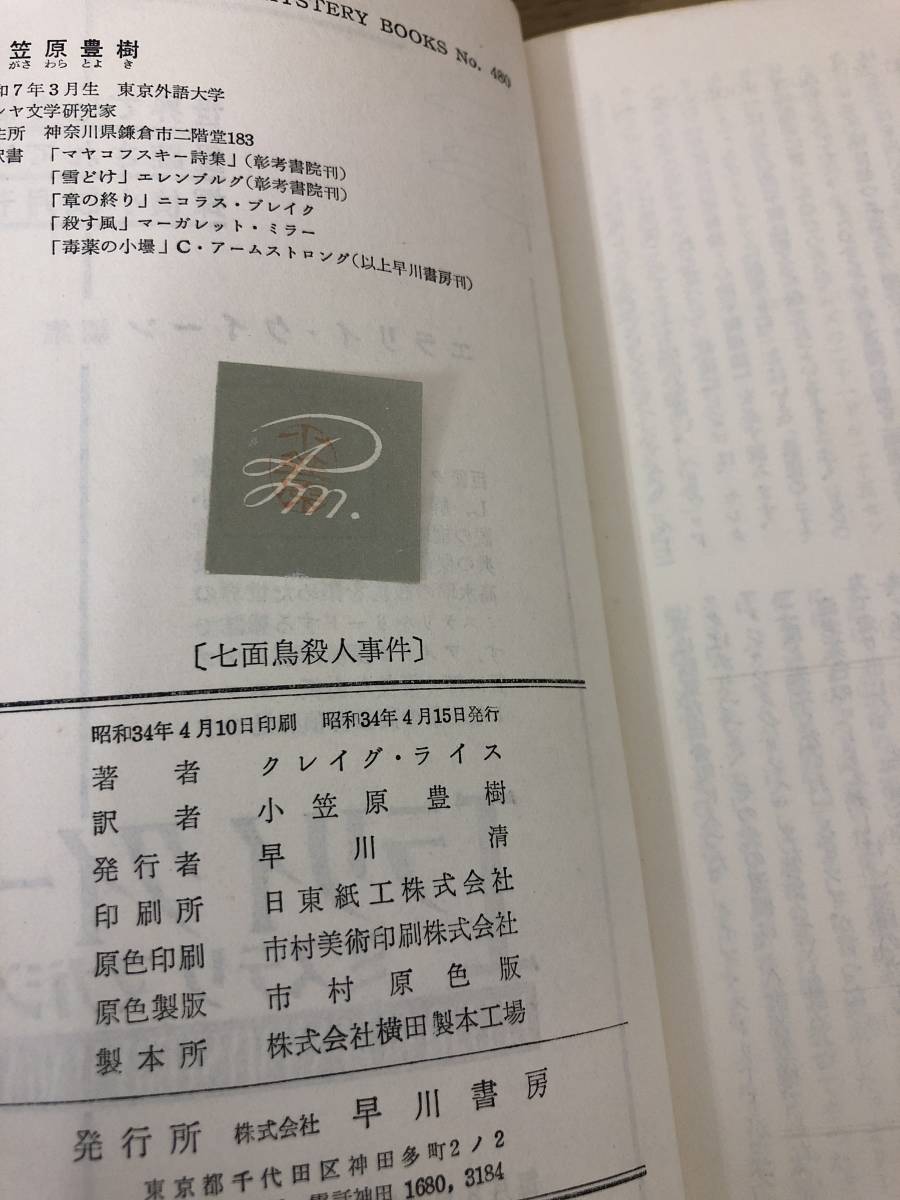 MYSTERY BOOKS No. 480
笠原豊樹
がさ わら とよ き
和7年3月生 東京外語大学
シヤ文学研究家
住所 神奈川県鎌倉市二階堂183
訳書 「マヤコフスキー詩集」(彰考書院刊)
「雪どけ」エレンブルグ(彰考書院刊)
「章の終り」ニコラス・ブレイク
「殺す風」マーガレット・ミラー
「毒薬の小壜」C・アームストロング(以上早川書房刊)
〔七面鳥殺人事件〕
昭和34年4月10日印刷 昭和34年4月15日発行
著者 クレイグ・ライス
訳者 小笠原豊樹
発行者 早川清
印刷所 日東紙工株式会社
原色印刷 市村美術印刷株式会社
原色製版 市村原色版
製本所 株式会社横田製本工場
発行所 株式会社 早川書房
東京都千代田区神田多町2ノ2
電話神田 1680, 3184